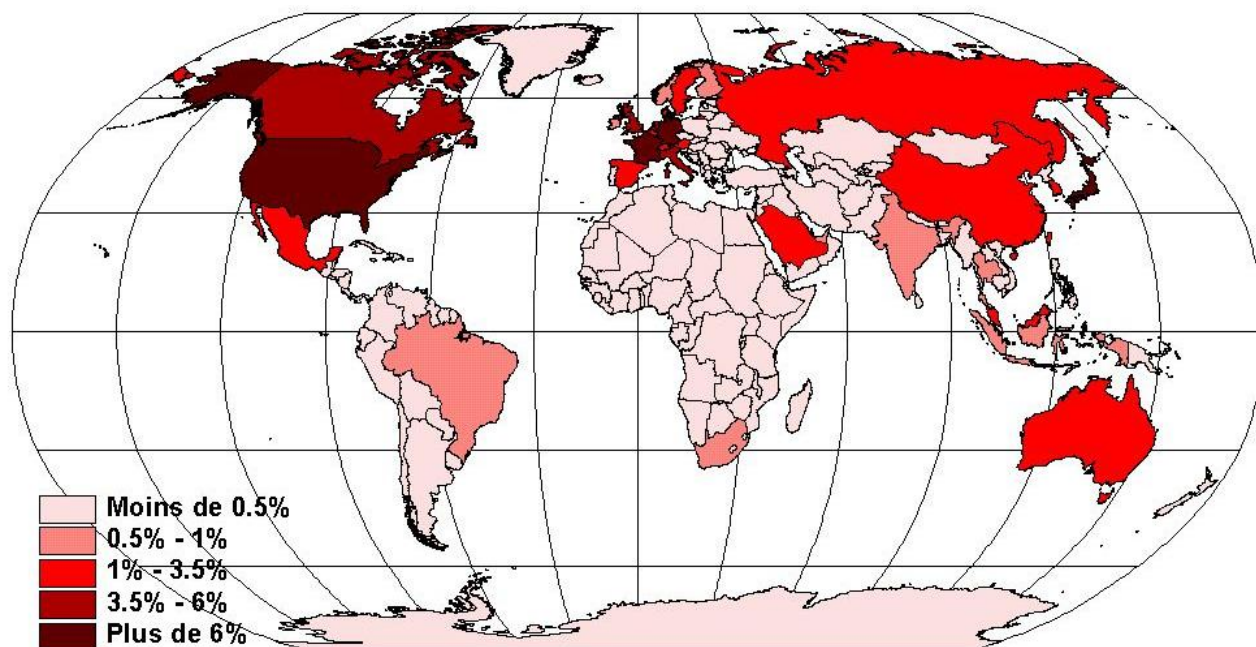 Moins de 0.5%
0.5% - 1%
1% - 3.5%
3.5% - 6%
Plus de 6%